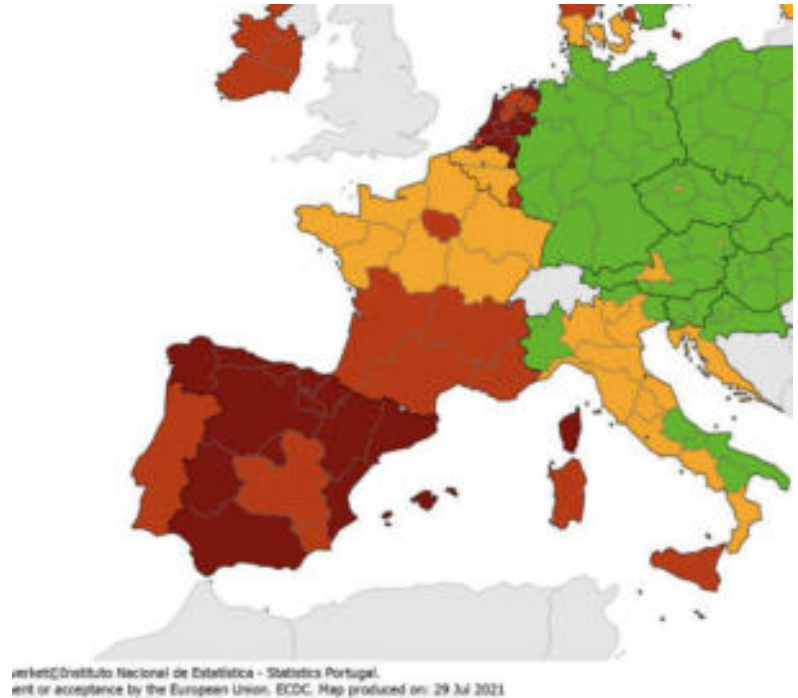 verket©Instituto Nacional de Estatística - Statistics Portugal.
ent or acceptance by the European Union. ECDC. Map produced on: 29 Jul 2021